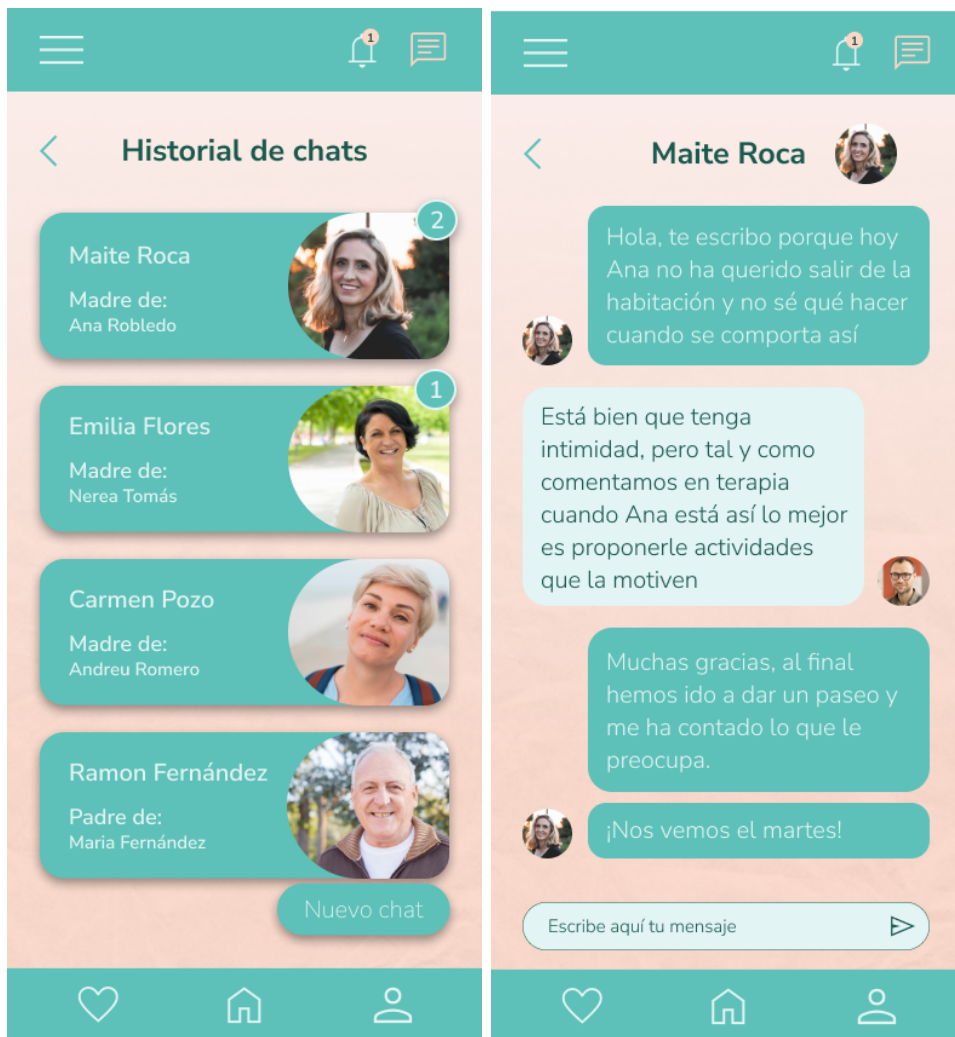 1
Historial de chats
2
Maite Roca
Madre de:
Ana Robledo
1
Emilia Flores
Madre de:
Nerea Tomás
Carmen Pozo
Madre de:
Andreu Romero
Ramon Fernández
Padre de:
Maria Fernández
Nuevo chat
1
Maite Roca
Hola, te escribo porque hoy
Ana no ha querido salir de la
habitación y no sé qué hacer
cuando se comporta así
Está bien que tenga
intimidad, pero tal y como
comentamos en terapia
cuando Ana está así lo mejor
es proponerle actividades
que la motiven
Muchas gracias, al final
hemos ido a dar un paseo y
me ha contado lo que le
preocupa.
¡Nos vemos el martes!
Escribe aquí tu mensaje